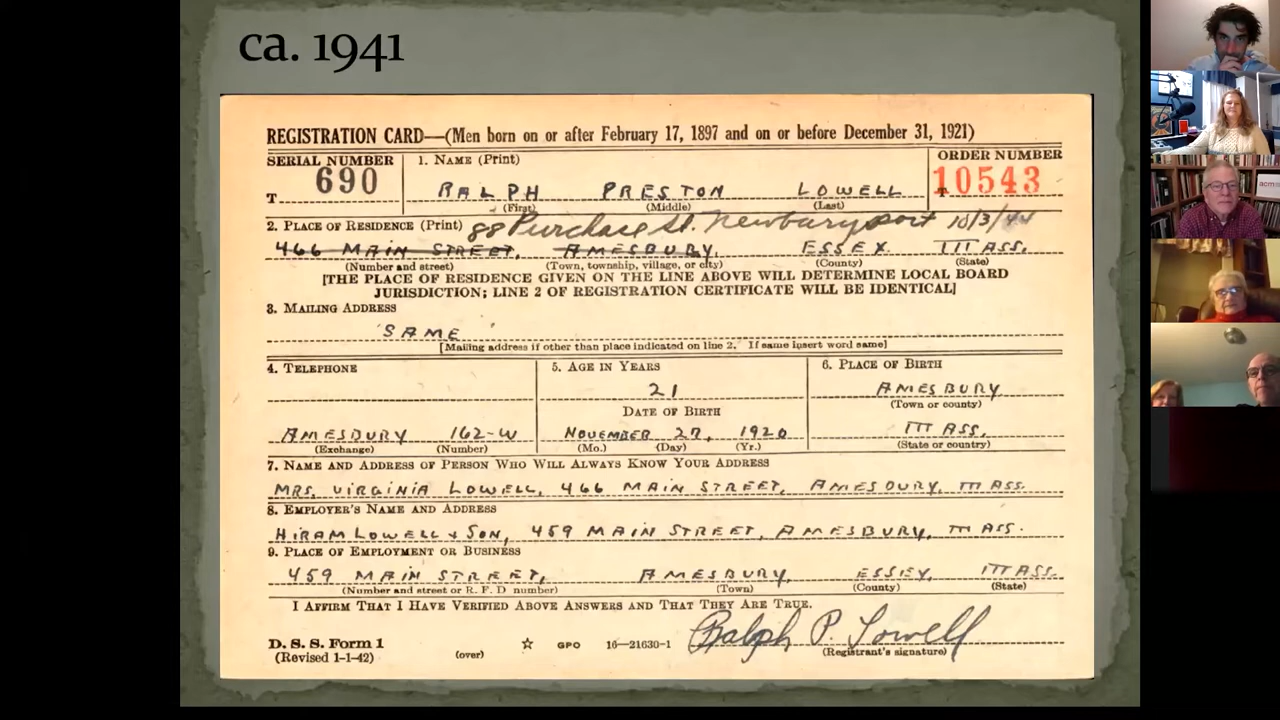 ca. 1941
REGISTRATION CARD—(Men born on or after February 17, 1897 and on or before December 31, 1921)
SERIAL NUMBER 1. NAME (Print) ORDER NUMBER
T 690 RALPH PRESTON LOWELL T 10543
(First) (Middle) (Last)
2. PLACE OF RESIDENCE (Print) 88 Purchase St. Newburyport 10/3/44
466 MAIN STREET, AMESBURY, ESSEX MASS.
(Number and street) (Town, township, village, or city) (County) (State)
[THE PLACE OF RESIDENCE GIVEN ON THE LINE ABOVE WILL DETERMINE LOCAL BOARD
JURISDICTION; LINE 2 OF REGISTRATION CERTIFICATE WILL BE IDENTICAL]
3. MAILING ADDRESS
'SAME'
[Mailing address if other than place indicated on line 2. If same insert word same]
4. TELEPHONE 5. AGE IN YEARS 6. PLACE OF BIRTH
21 AMESBURY
DATE OF BIRTH (Town or county)
AMESBURY 162-W NOVEMBER 27, 1920 MASS.
(Exchange) (Number) (Mo.) (Day) (Yr.) (State or country)
7. NAME AND ADDRESS OF PERSON WHO WILL ALWAYS KNOW YOUR ADDRESS
MRS. VIRGINIA LOWELL, 466 MAIN STREET, AMESBURY, MASS.
8. EMPLOYER'S NAME AND ADDRESS
HIRAM LOWELL & SON, 459 MAIN STREET, AMESBURY, MASS.
9. PLACE OF EMPLOYMENT OR BUSINESS
459 MAIN STREET, AMESBURY, ESSEX, MASS.
(Number and street or R. F. D number) (Town) (County) (State)
I AFFIRM THAT I HAVE VERIFIED ABOVE ANSWERS AND THAT THEY ARE TRUE.
Ralph P. Lowell
D. S. S. Form 1 GPO 16—21630-1 (Registrant's signature)
(Revised 1-1-42) (over)
acmi